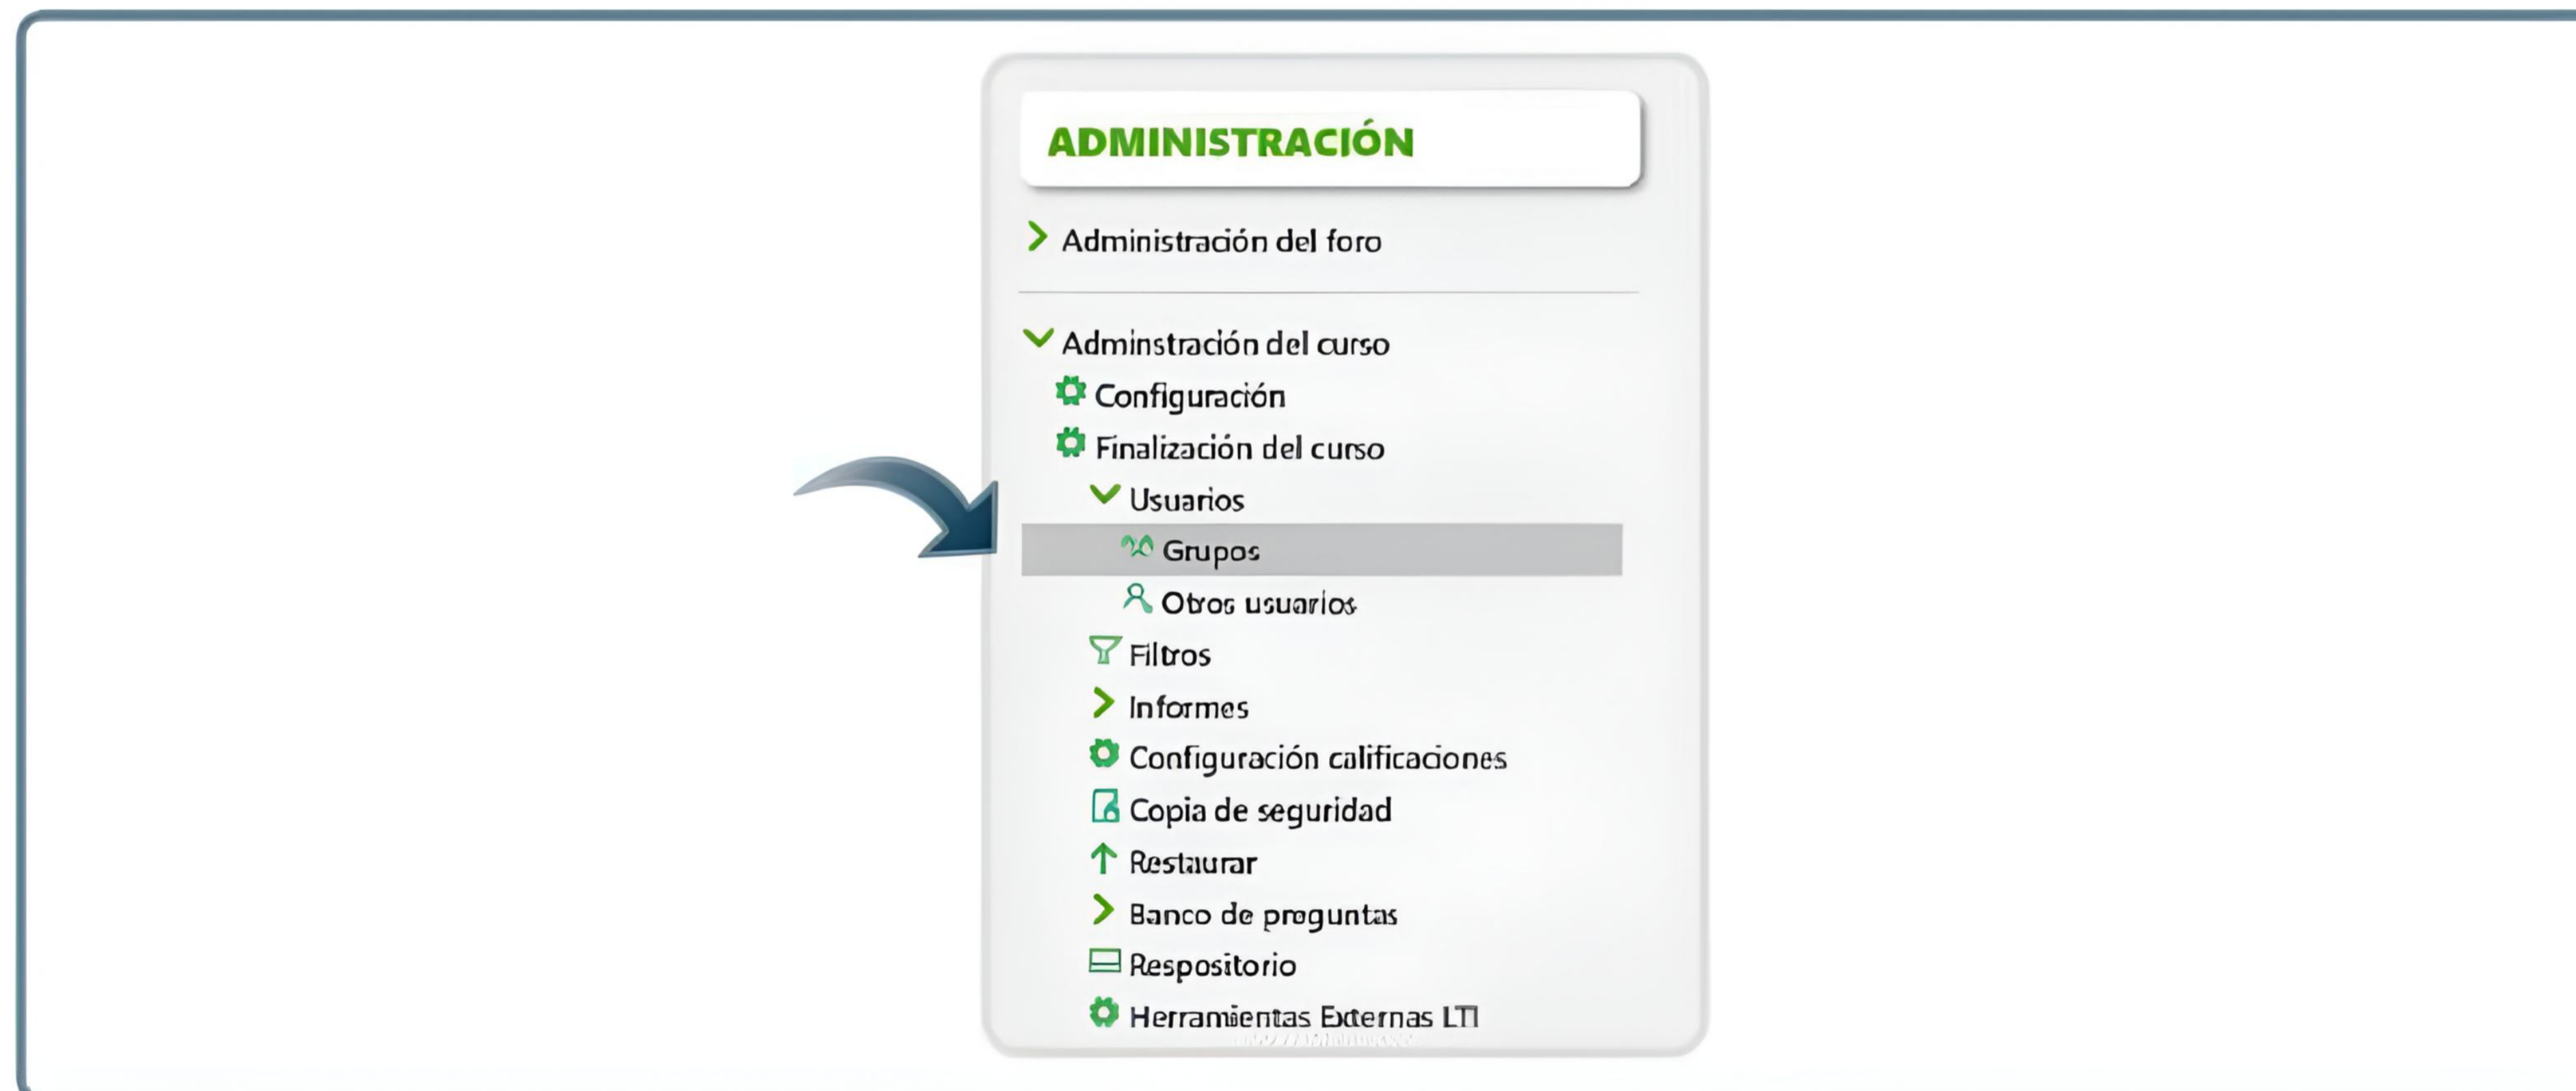 ADMINISTRACIÓN
Administración del foro
Adminstración del curso
Configuración
Finalización del curso
Usuarios
Grupos
Otros usuarios
Filtros
Informes
Configuración calificaciones
Copia de seguridad
Restaurar
Banco de preguntas
Respositorio
Herramientas Externas LTI